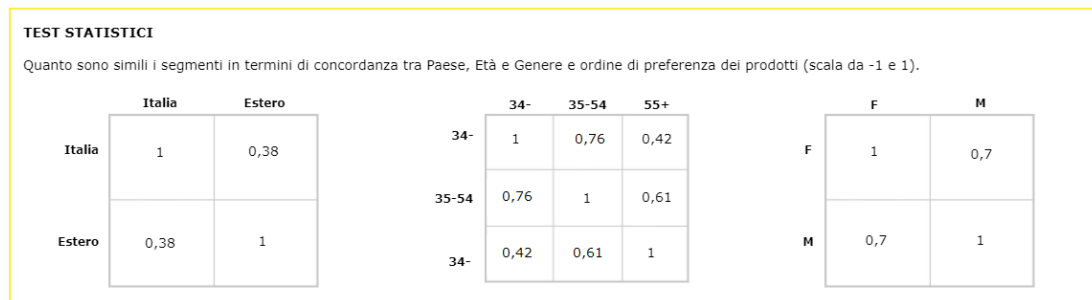 TEST STATISTICI
Quanto sono simili i segmenti in termini di concordanza tra Paese, Età e Genere e ordine di preferenza dei prodotti (scala da -1 e 1).
Italia Estero
Italia 1 0,38
Estero 0,38 1
34- 35-54 55+
34- 1 0,76 0,42
35-54 0,76 1 0,61
34- 0,42 0,61 1
F M
F 1 0,7
M 0,7 1